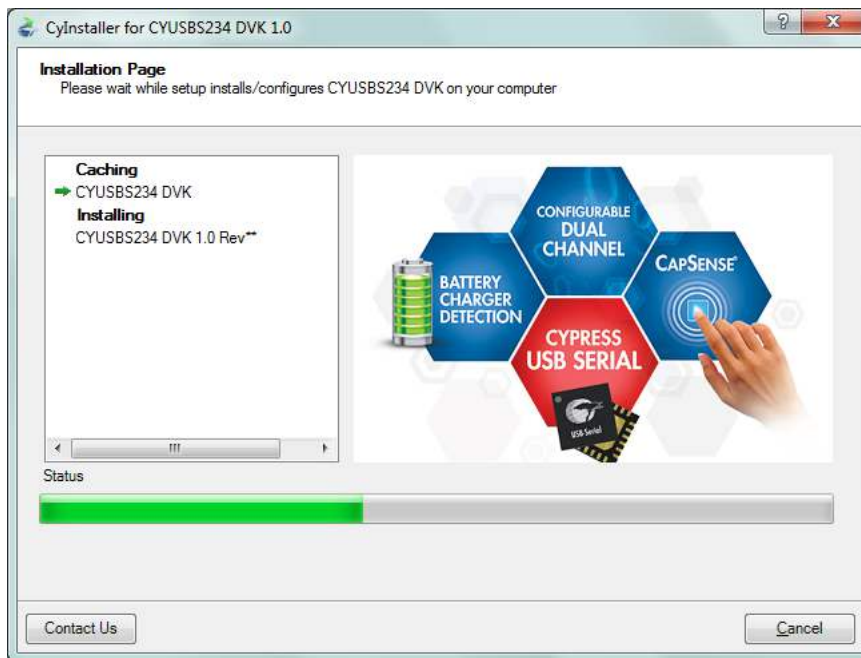 CyInstaller for CYUSBS234 DVK 1.0
Installation Page
Please wait while setup installs/configures CYUSBS234 DVK on your computer
Caching
CYUSBS234 DVK
Installing
CYUSBS234 DVK 1.0 Rev**
CONFIGURABLE
DUAL
CHANNEL
BATTERY
CHARGER
DETECTION
CAPSENSE®
CYPRESS
USB SERIAL
USB-Serial
Status
Contact Us
Cancel